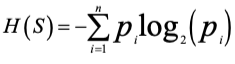 H(S)=-∑_{i=1}^{n} p_i log_2(p_i)